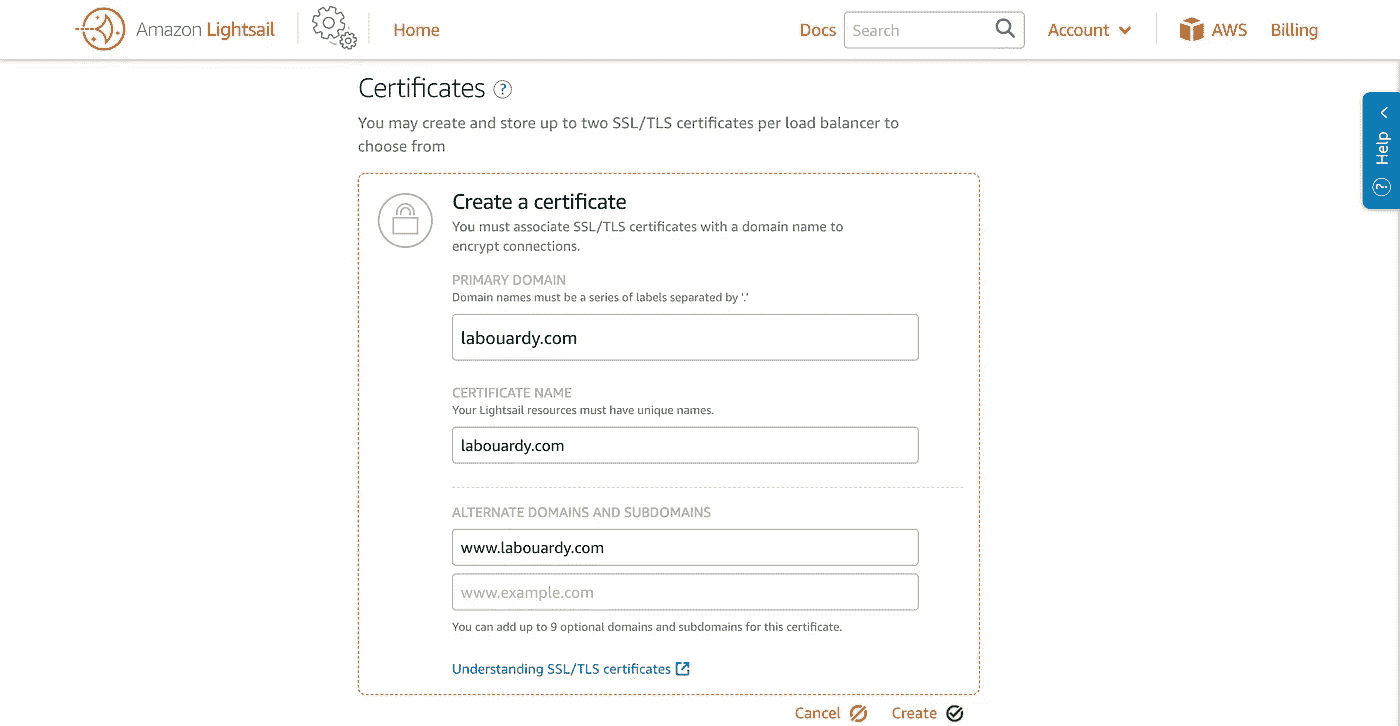 Amazon Lightsail
Home
Docs
Search
Account
AWS
Billing
Certificates ?
You may create and store up to two SSL/TLS certificates per load balancer to
choose from
Help
?
Create a certificate
You must associate SSL/TLS certificates with a domain name to
encrypt connections.
PRIMARY DOMAIN
Domain names must be a series of labels separated by '.'
labouardy.com
CERTIFICATE NAME
Your Lightsail resources must have unique names.
labouardy.com
ALTERNATE DOMAINS AND SUBDOMAINS
www.labouardy.com
www.example.com
You can add up to 9 optional domains and subdomains for this certificate.
Understanding SSL/TLS certificates
Cancel
Create